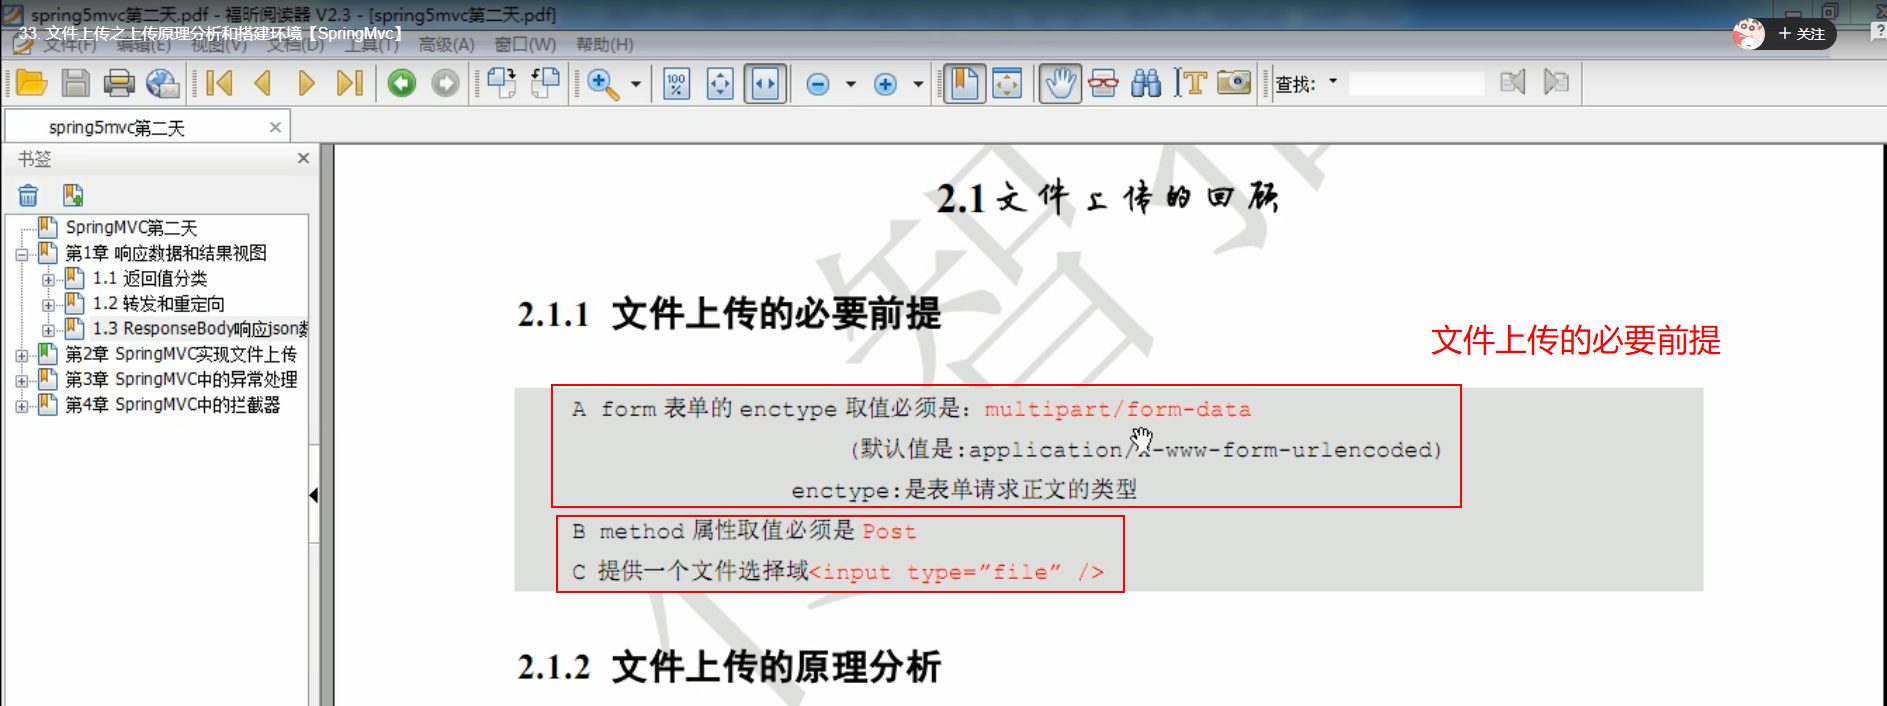 spring5mvc第二天.pdf - 福昕阅读器 V2.3 - [spring5mvc第二天.pdf]
33. 文件上传之上传原理分析和搭建环境【SpringMvc】
+ 关注
文件(F) 编辑(E) 视图(V) 文档(D) 工具(T) 高级(A) 窗口(W) 帮助(H)
100 %
查找:
spring5mvc第二天
书签
SpringMVC第二天
第1章 响应数据和结果视图
1.1 返回值分类
1.2 转发和重定向
1.3 ResponseBody响应json数
第2章 SpringMVC实现文件上传
第3章 SpringMVC中的异常处理
第4章 SpringMVC中的拦截器
2.1文件上传的回顾
2.1.1 文件上传的必要前提
文件上传的必要前提
A form 表单的 enctype 取值必须是: multipart/form-data
(默认值是:application/x-www-form-urlencoded)
enctype:是表单请求正文的类型
B method 属性取值必须是 Post
C 提供一个文件选择域<input type=”file” />
2.1.2 文件上传的原理分析